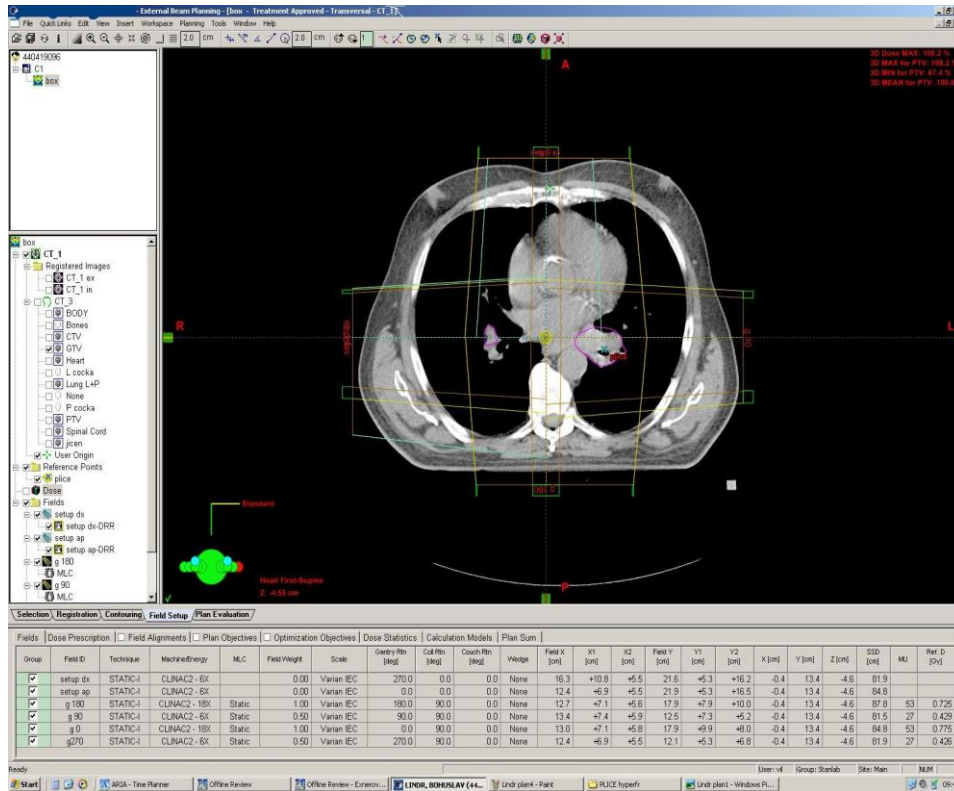 - External Beam Planning - [box - Treatment Approved - Transversal - CT_1]
File Quick Links Edit View Insert Workspace Planning Tools Window Help
2.0 cm 2.0 cm 1
440419096
C1
box
3D Dose MAX: 108.2 %
3D MAX for PTV: 108.2 %
3D MIN for PTV: 67.4 %
3D MEAN for PTV: 100.
A
R
L
P
box
CT_1
Registered Images
CT_1 ex
CT_1 in
CT_3
BODY
Bones
CTV
GTV
Heart
L cocka
Lung L+P
None
P cocka
PTV
Spinal Cord
jicen
User Origin
Reference Points
plice
Dose
Fields
setup dx
setup dx-DRR
setup ap
setup ap-DRR
g 180
MLC
g 90
MLC
g 90
g 180
plice
Standard
Head First-Supine
Z: -4.55 cm
Selection Registration Contouring Field Setup Plan Evaluation
Fields Dose Prescription Field Alignments Plan Objectives Optimization Objectives Dose Statistics Calculation Models Plan Sum
Group Field ID Technique Machine/Energy MLC Field Weight Scale Gantry Rtn [deg] Coll Rtn [deg] Couch Rtn [deg] Wedge Field X [cm] X1 [cm] X2 [cm] Field Y [cm] Y1 [cm] Y2 [cm] X [cm] Y [cm] Z [cm] SSD [cm] MU Ref. D [Gy]
setup dx STATIC-I CLINAC2 - 6X 0.00 Varian IEC 270.0 0.0 0.0 None 16.3 +10.8 +5.5 21.6 +5.3 +16.2 -0.4 13.4 -4.6 81.9
setup ap STATIC-I CLINAC2 - 6X 0.00 Varian IEC 0.0 0.0 0.0 None 12.4 +6.9 +5.5 21.9 +5.3 +16.5 -0.4 13.4 -4.6 84.8
g 180 STATIC-I CLINAC2 - 18X Static 1.00 Varian IEC 180.0 90.0 0.0 None 12.7 +7.1 +5.6 17.9 +7.9 +10.0 -0.4 13.4 -4.6 87.8 53 0.725
g 90 STATIC-I CLINAC2 - 6X Static 0.50 Varian IEC 90.0 90.0 0.0 None 13.4 +7.4 +5.9 12.5 +7.3 +5.2 -0.4 13.4 -4.6 81.5 27 0.429
g 0 STATIC-I CLINAC2 - 18X Static 1.00 Varian IEC 0.0 90.0 0.0 None 13.0 +7.1 +5.8 17.9 +9.9 +8.0 -0.4 13.4 -4.6 84.8 53 0.775
g270 STATIC-I CLINAC2 - 6X Static 0.50 Varian IEC 270.0 90.0 0.0 None 12.4 +6.9 +5.5 12.1 +5.3 +6.8 -0.4 13.4 -4.6 81.9 27 0.426
Ready User: vil Group: Stanlab Site: Main NUM
Start ARIA - Time Planner Offline Review Offline Review - Exnerov... LINDR, BOHUSLAV (44... Lindr plan4 - Paint PLICE hyperfr Lindr plan1 - Windows Pi... 09: